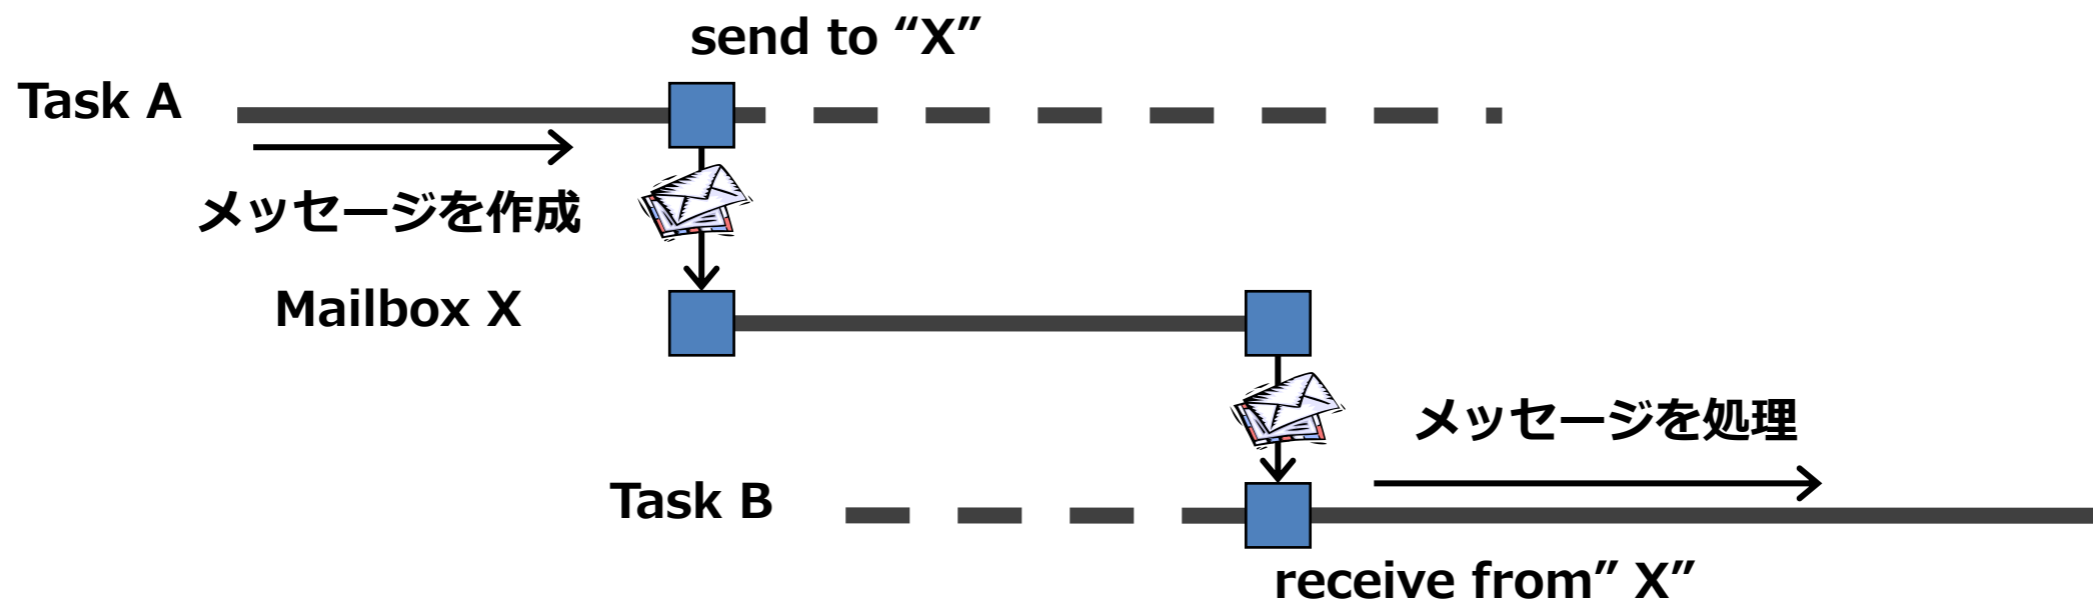 send to “X”
Task A
メッセージを作成
Mailbox X
メッセージを処理
Task B
receive from” X”